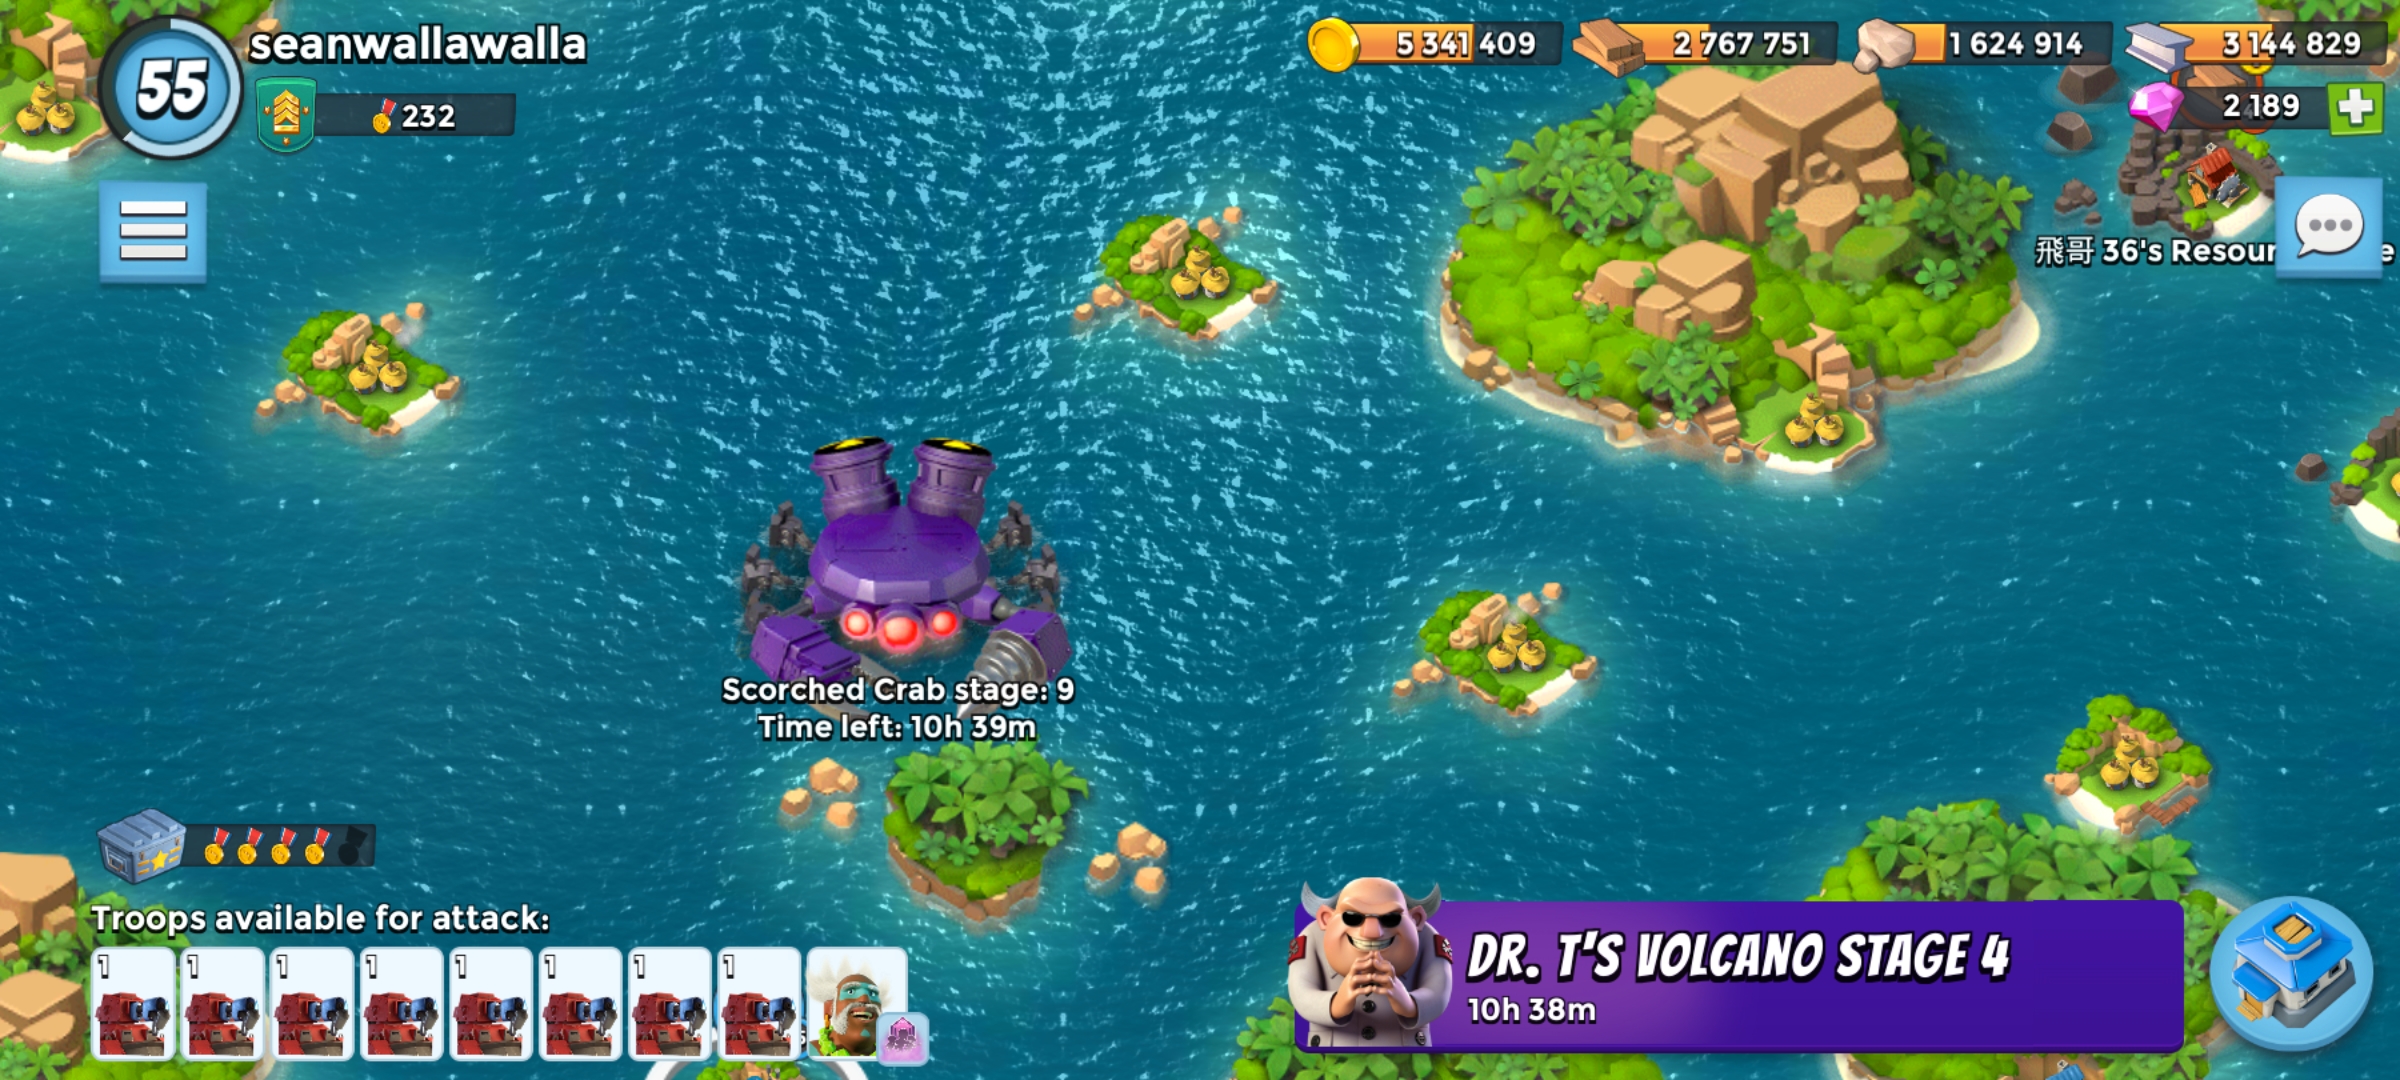 55
seanwallawalla
232
5 341 409
2 767 751
1 624 914
3 144 829
2 189
飛哥 36's Resour
e
Scorched Crab stage: 9
Time left: 10h 39m
Troops available for attack:
1 1 1 1 1 1 1 1
DR. T'S VOLCANO STAGE 4
10h 38m